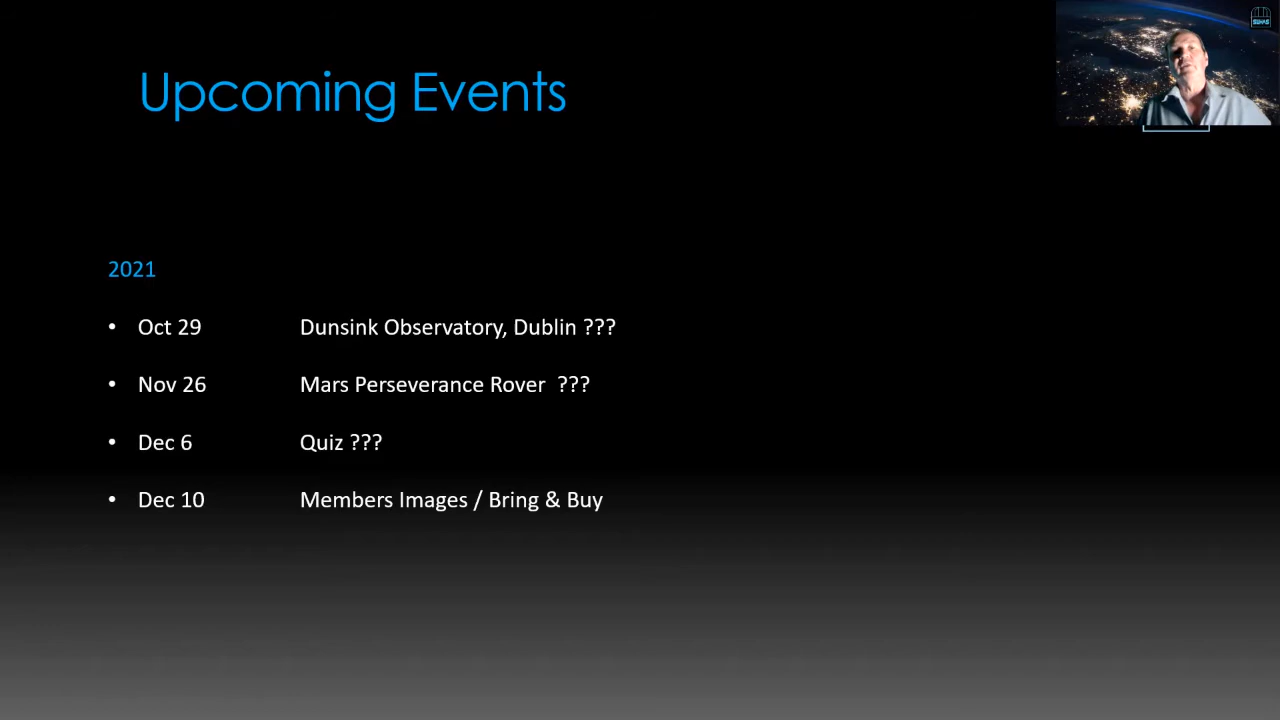 Upcoming Events
2021
• Oct 29 Dunsink Observatory, Dublin ???
• Nov 26 Mars Perseverance Rover ???
• Dec 6 Quiz ???
• Dec 10 Members Images / Bring & Buy